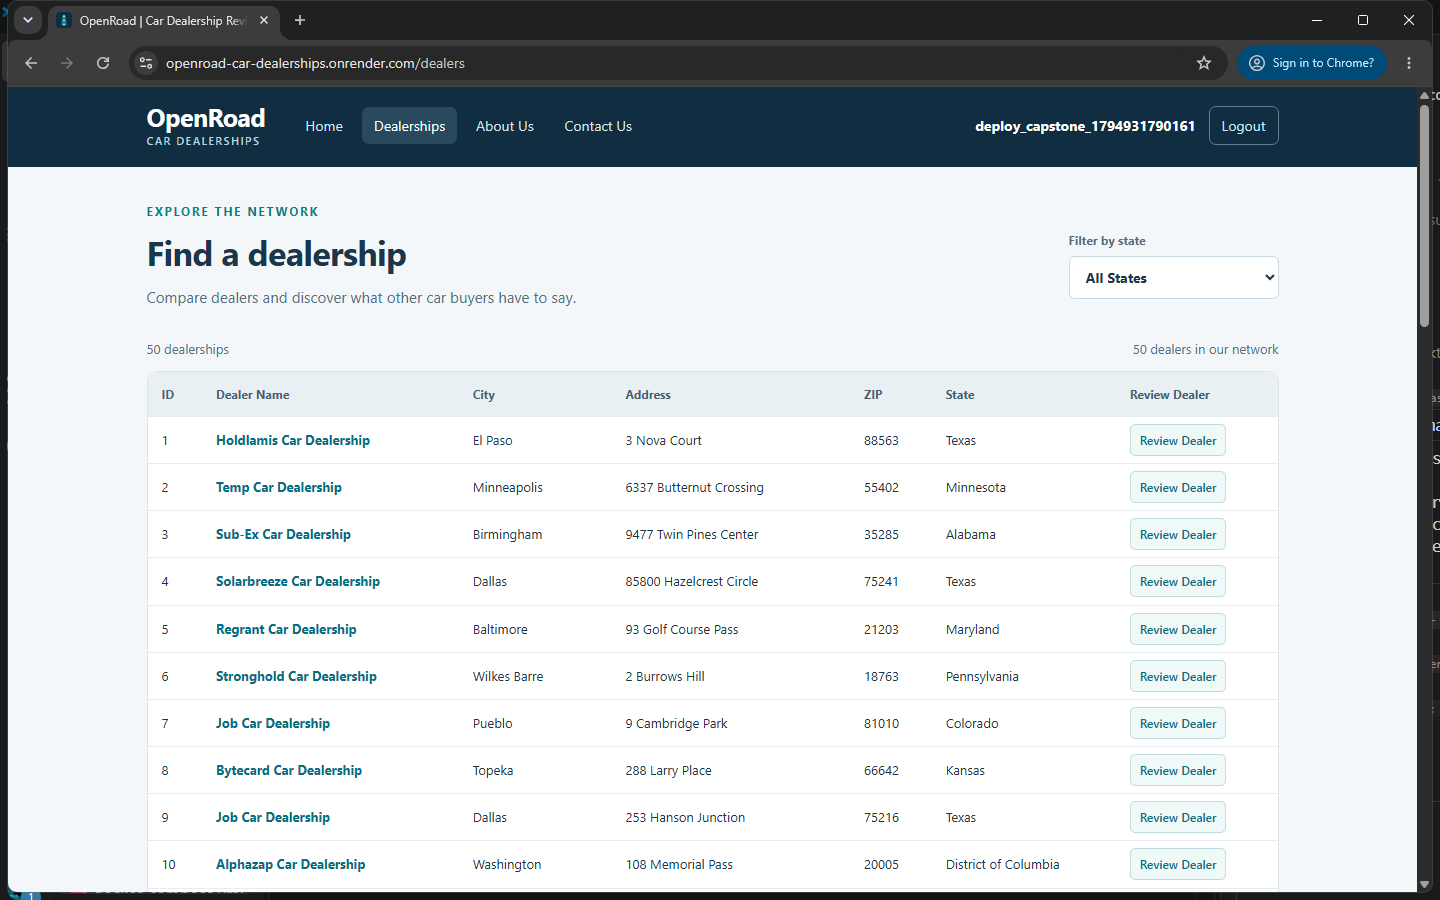 OpenRoad | Car Dealership Revi
openroad-car-dealerships.onrender.com/dealers
Sign in to Chrome?
OpenRoad
CAR DEALERSHIPS
Home Dealerships About Us Contact Us
deploy_capstone_1794931790161 Logout
EXPLORE THE NETWORK
Find a dealership
Compare dealers and discover what other car buyers have to say.
Filter by state
All States
50 dealerships 50 dealers in our network
ID Dealer Name City Address ZIP State Review Dealer
1 Holdlamis Car Dealership El Paso 3 Nova Court 88563 Texas Review Dealer
2 Temp Car Dealership Minneapolis 6337 Butternut Crossing 55402 Minnesota Review Dealer
3 Sub-Ex Car Dealership Birmingham 9477 Twin Pines Center 35285 Alabama Review Dealer
4 Solarbreeze Car Dealership Dallas 85800 Hazelcrest Circle 75241 Texas Review Dealer
5 Regrant Car Dealership Baltimore 93 Golf Course Pass 21203 Maryland Review Dealer
6 Stronghold Car Dealership Wilkes Barre 2 Burrows Hill 18763 Pennsylvania Review Dealer
7 Job Car Dealership Pueblo 9 Cambridge Park 81010 Colorado Review Dealer
8 Bytecard Car Dealership Topeka 288 Larry Place 66642 Kansas Review Dealer
9 Job Car Dealership Dallas 253 Hanson Junction 75216 Texas Review Dealer
10 Alphazap Car Dealership Washington 108 Memorial Pass 20005 District of Columbia Review Dealer
1